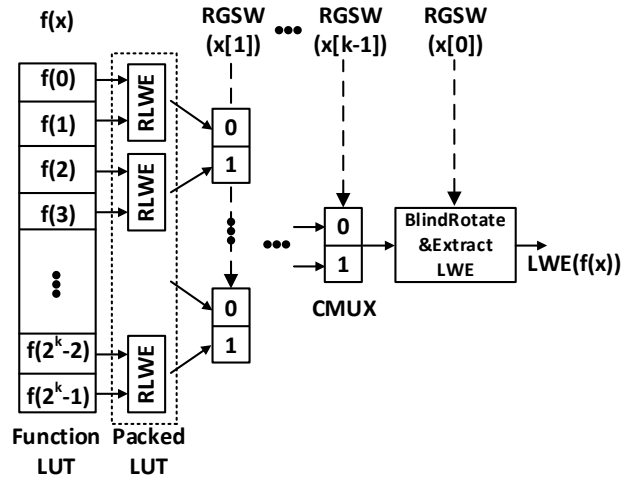 f(x) RGSW RGSW RGSW
(x[1]) (x[k-1]) (x[0])
f(0)
f(1)
f(2)
f(3)
f(2^k-2)
f(2^k-1)
RLWE
RLWE
RLWE
0
1
0
1
0
1
CMUX
BlindRotate
&Extract
LWE
LWE(f(x))
Function
LUT
Packed
LUT